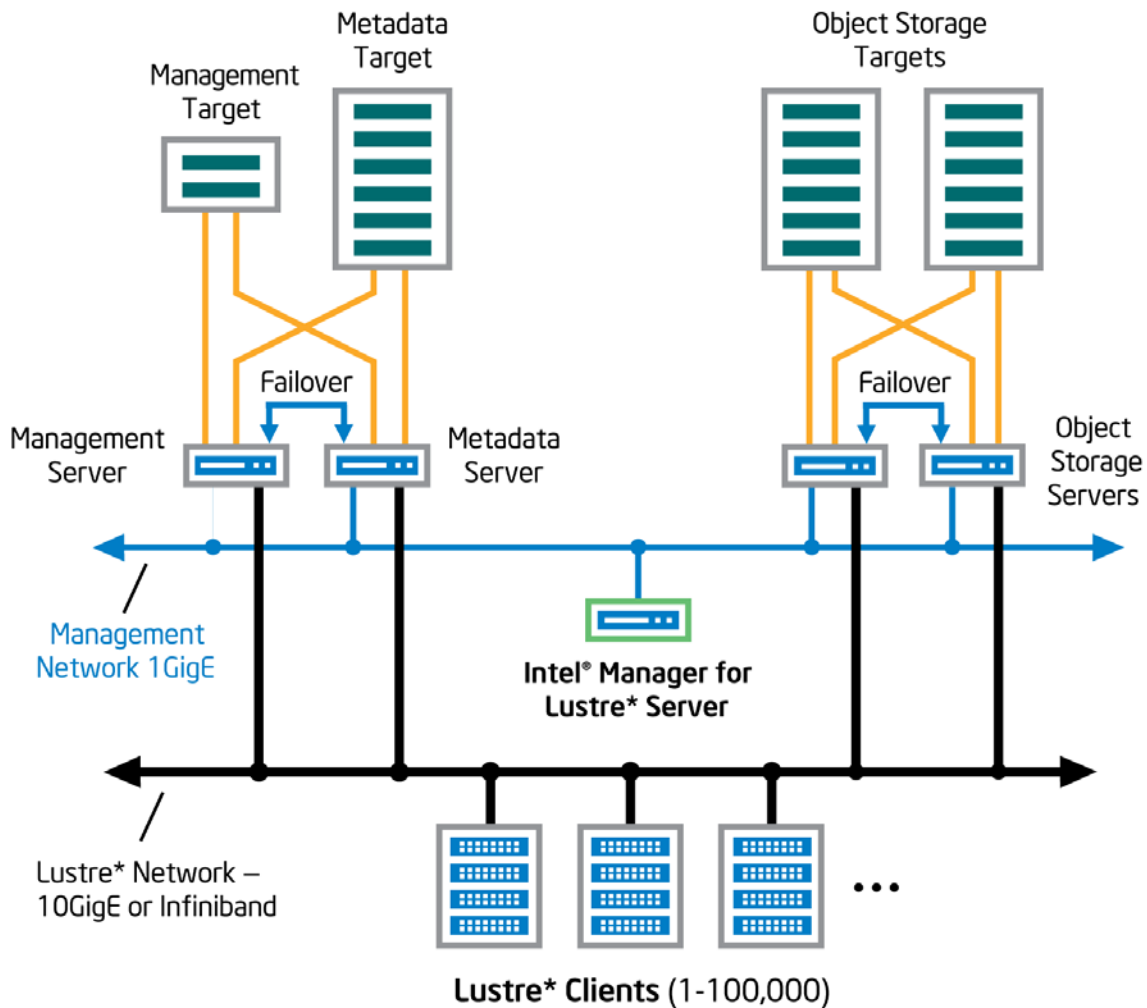 Metadata
Target
Object Storage
Targets
Management
Target
Failover
Failover
Management
Server
Metadada
Server
Object
Storage
Servers
Management
Network 1GigE
Intel® Manager for
Lustre* Server
Lustre* Network –
10GigE or Infiniband
Lustre* Clients (1-100,000)